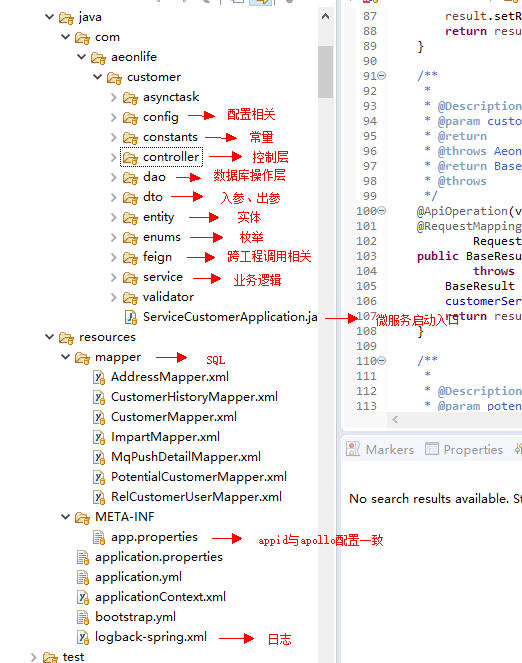 java
com
aeonlife
customer
asynctask
config 配置相关
constants 常量
controller 控制层
dao 数据库操作层
dto 入参、出参
entity 实体
enums 枚举
feign 跨工程调用相关
service 业务逻辑
validator
ServiceCustomerApplication.ja 微服务启动入口
resources
mapper SQL
AddressMapper.xml
CustomerHistoryMapper.xml
CustomerMapper.xml
ImpartMapper.xml
MqPushDetailMapper.xml
PotentialCustomerMapper.xml
RelCustomerUserMapper.xml
META-INF
app.properties appid与apollo配置一致
application.properties
application.yml
applicationContext.xml
bootstrap.yml
logback-spring.xml 日志
test
87 result.setR
88 return resu
89 }
90
91 /**
92 *
93 * @Description
94 * @param custom
95 * @return
96 * @throws Aeon
97 * @return Base
98 * @throws
99 */
100 @ApiOperation(v
101 @RequestMapping
102 Request
103 public BaseResu
104 throws
105 BaseResult
106 customerSer
107 return resu
108 }
109
110 /**
111 *
112 * @Description
113 * @param poten
Markers Properties
No search results available. St